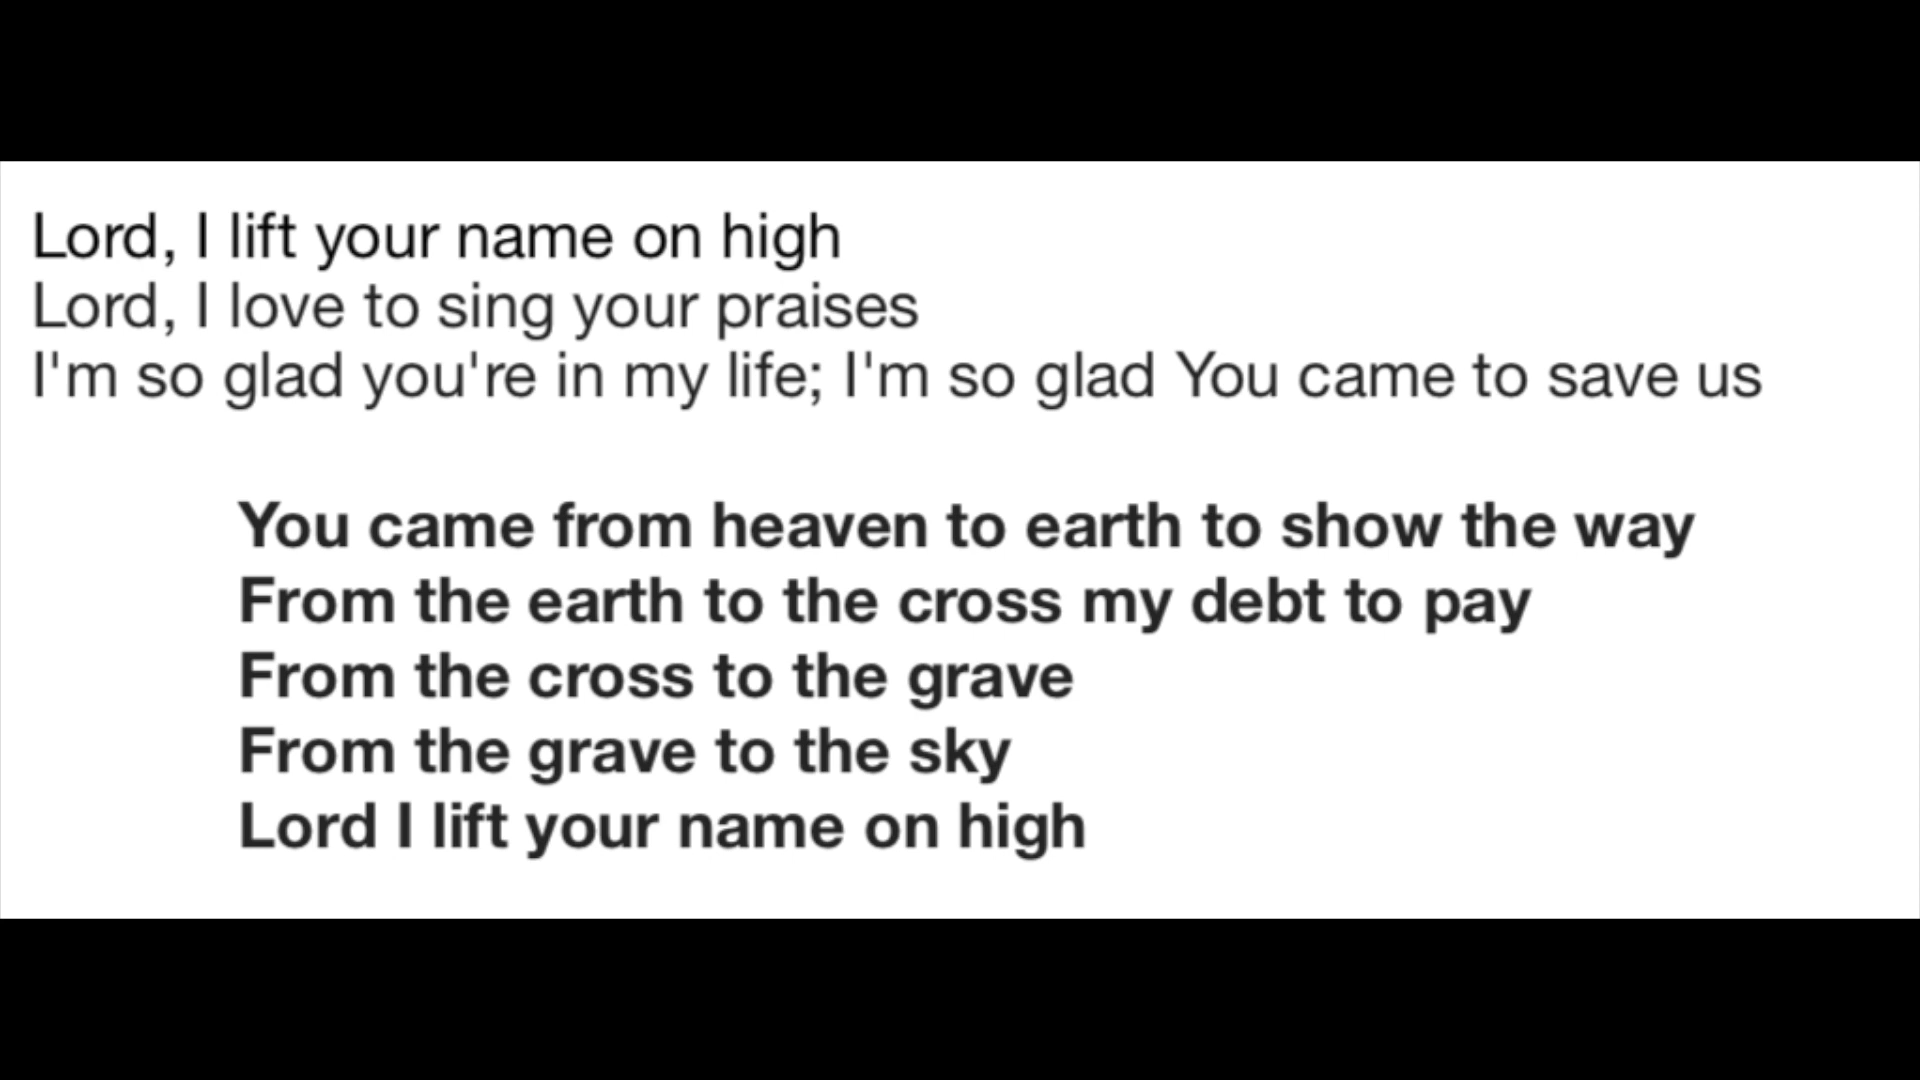 Lord, I lift your name on high
Lord, I love to sing your praises
I'm so glad you're in my life; I'm so glad You came to save us
You came from heaven to earth to show the way
From the earth to the cross my debt to pay
From the cross to the grave
From the grave to the sky
Lord I lift your name on high